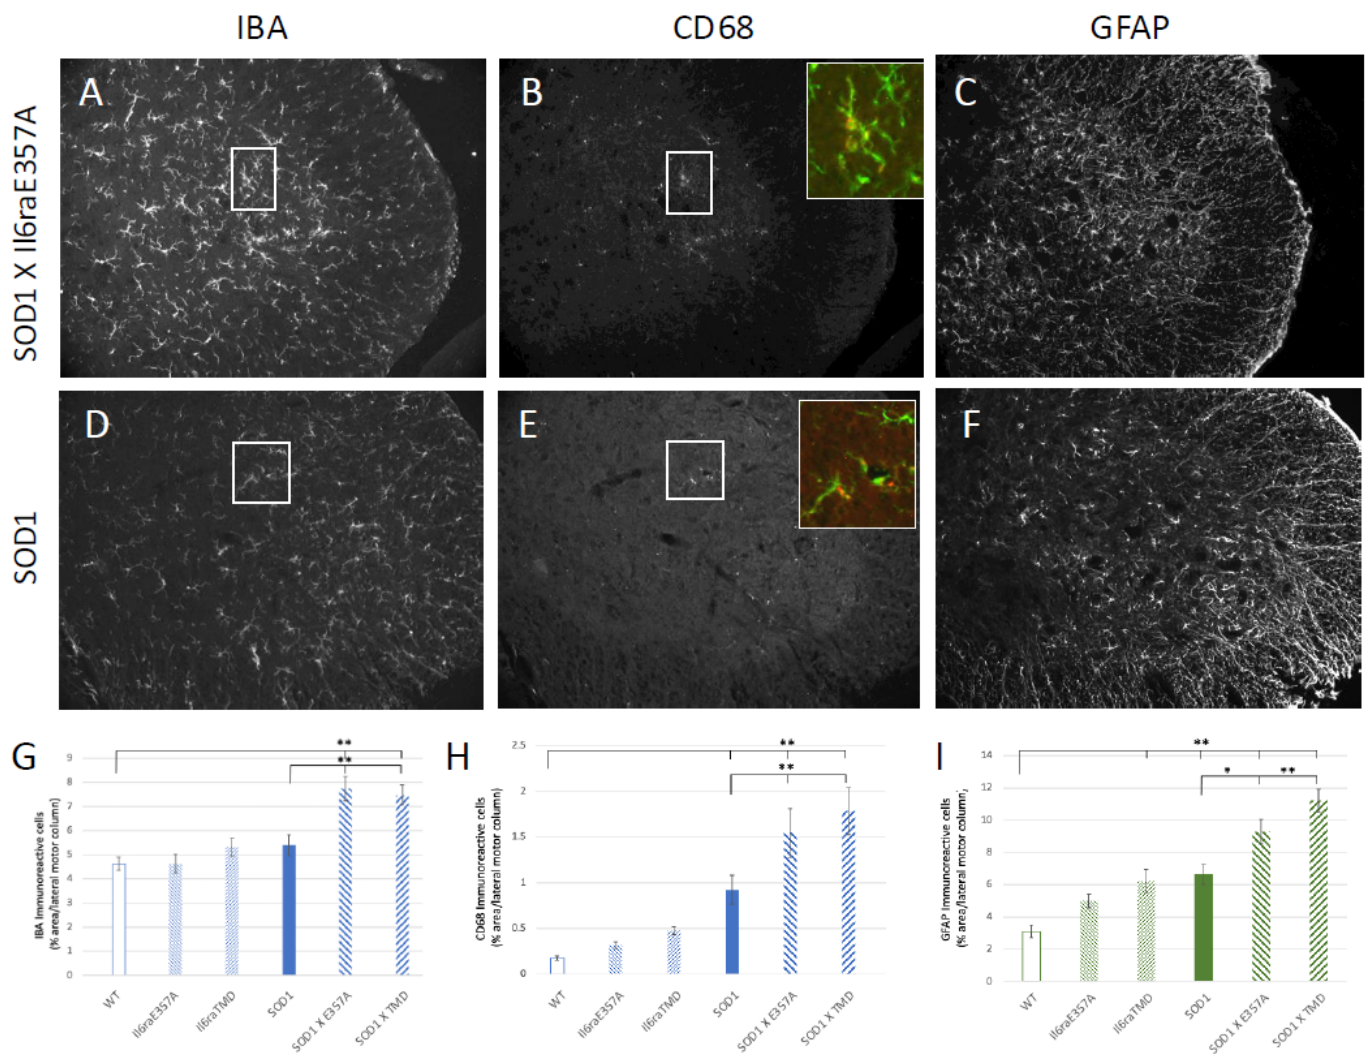 IBA
CD68
GFAP
SOD1 X Il6raE357A
A
B
C
SOD1
D
E
F
G
IBA Immunoreactive cells
(% area/lateral motor column)
9
8
7
6
5
4
3
2
1
0
**
**
WT
Il6raE357A
Il6raTMD
SOD1
SOD1 X E357A
SOD1 X TMD
H
CD68 Immunoreactive cells
(% area/lateral motor column)
2.5
2
1.5
1
0.5
0
**
**
WT
Il6raE357A
Il6raTMD
SOD1
SOD1 X E357A
SOD1 X TMD
I
GFAP Immunoreactive cells
(% area/lateral motor column)
14
12
10
8
6
4
2
0
**
* **
WT
Il6raE357A
Il6raTMD
SOD1
SOD1 X E357A
SOD1 X TMD